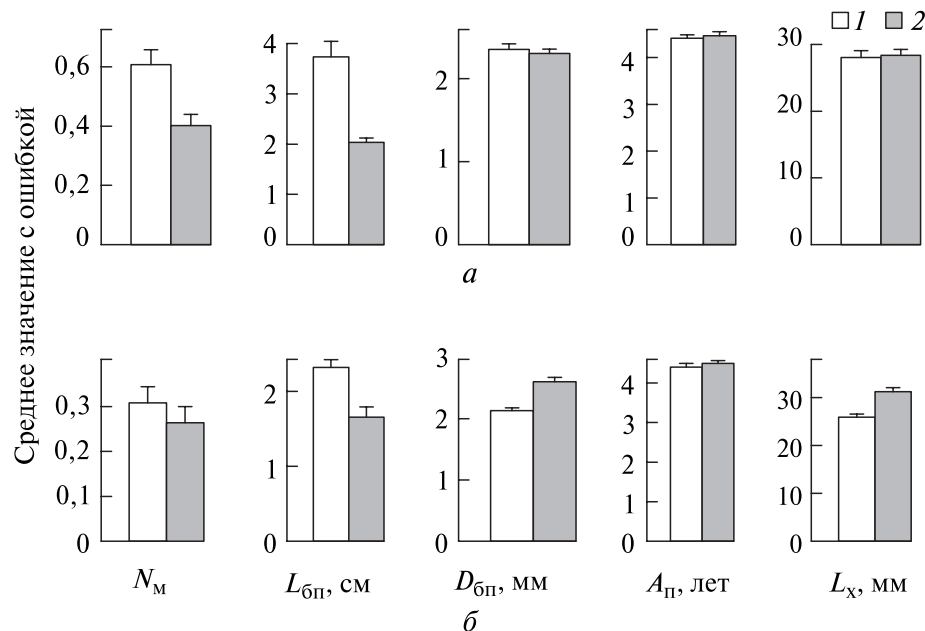 1 2
Среднее значение с ошибкой
0,6 0,4 0,2 0
4 3 2 1 0
2 1 0
4 3 2 1 0
30 20 10 0
а
0,3 0,2 0,1 0
2 1 0
3 2 1 0
4 3 2 1 0
30 20 10 0
Nм Lбп, см Dбп, мм Aп, лет Lх, мм
б